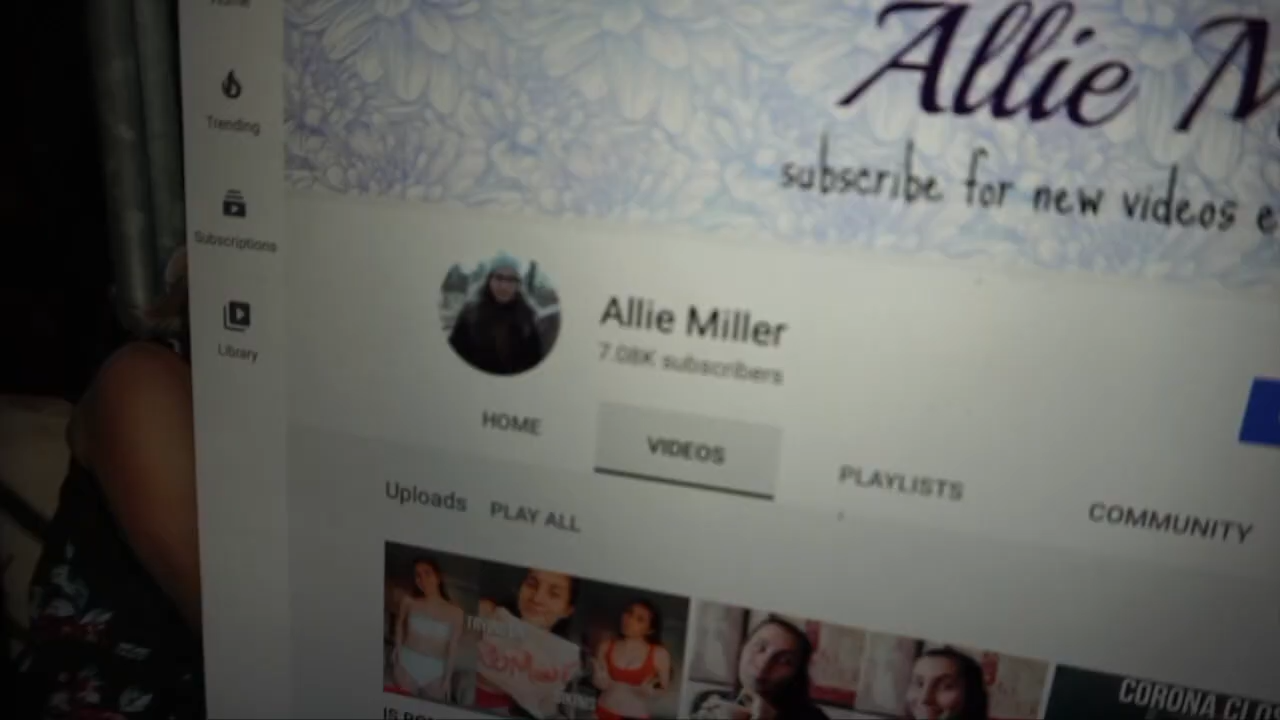 Home
Allie M
Trending
subscribe for new videos e
Subscriptions
Allie Miller
7.08K subscribers
Library
HOME
VIDEOS
PLAYLISTS
COMMUNITY
Uploads PLAY ALL
CORONA CLO